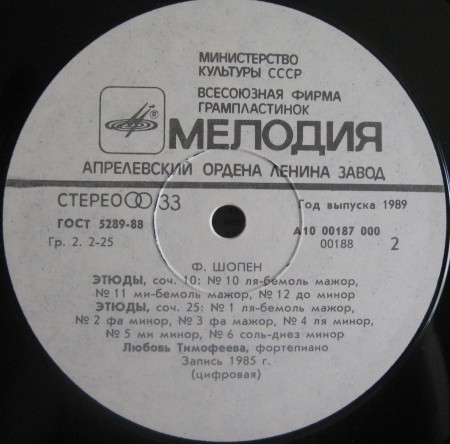 МИНИСТЕРСТВО
КУЛЬТУРЫ СССР
ВСЕСОЮЗНАЯ ФИРМА
ГРАМПЛАСТИНОК
МЕЛОДИЯ
АПРЕЛЕВСКИЙ ОРДЕНА ЛЕНИНА ЗАВОД
СТЕРЕО 33
Год выпуска 1989
ГОСТ 5289-88
А10 00187 000
Гр. 2. 2-25
00188 2
Ф. ШОПЕН
ЭТЮДЫ, соч. 10: № 10 ля-бемоль мажор,
№ 11 ми-бемоль мажор, № 12 до минор
ЭТЮДЫ, соч. 25: № 1 ля-бемоль мажор,
№ 2 фа минор, № 3 фа мажор, № 4 ля минор,
№ 5 ми минор, № 6 соль-диез минор
Любовь Тимофеева, фортепиано
Запись 1985 г.
(цифровая)